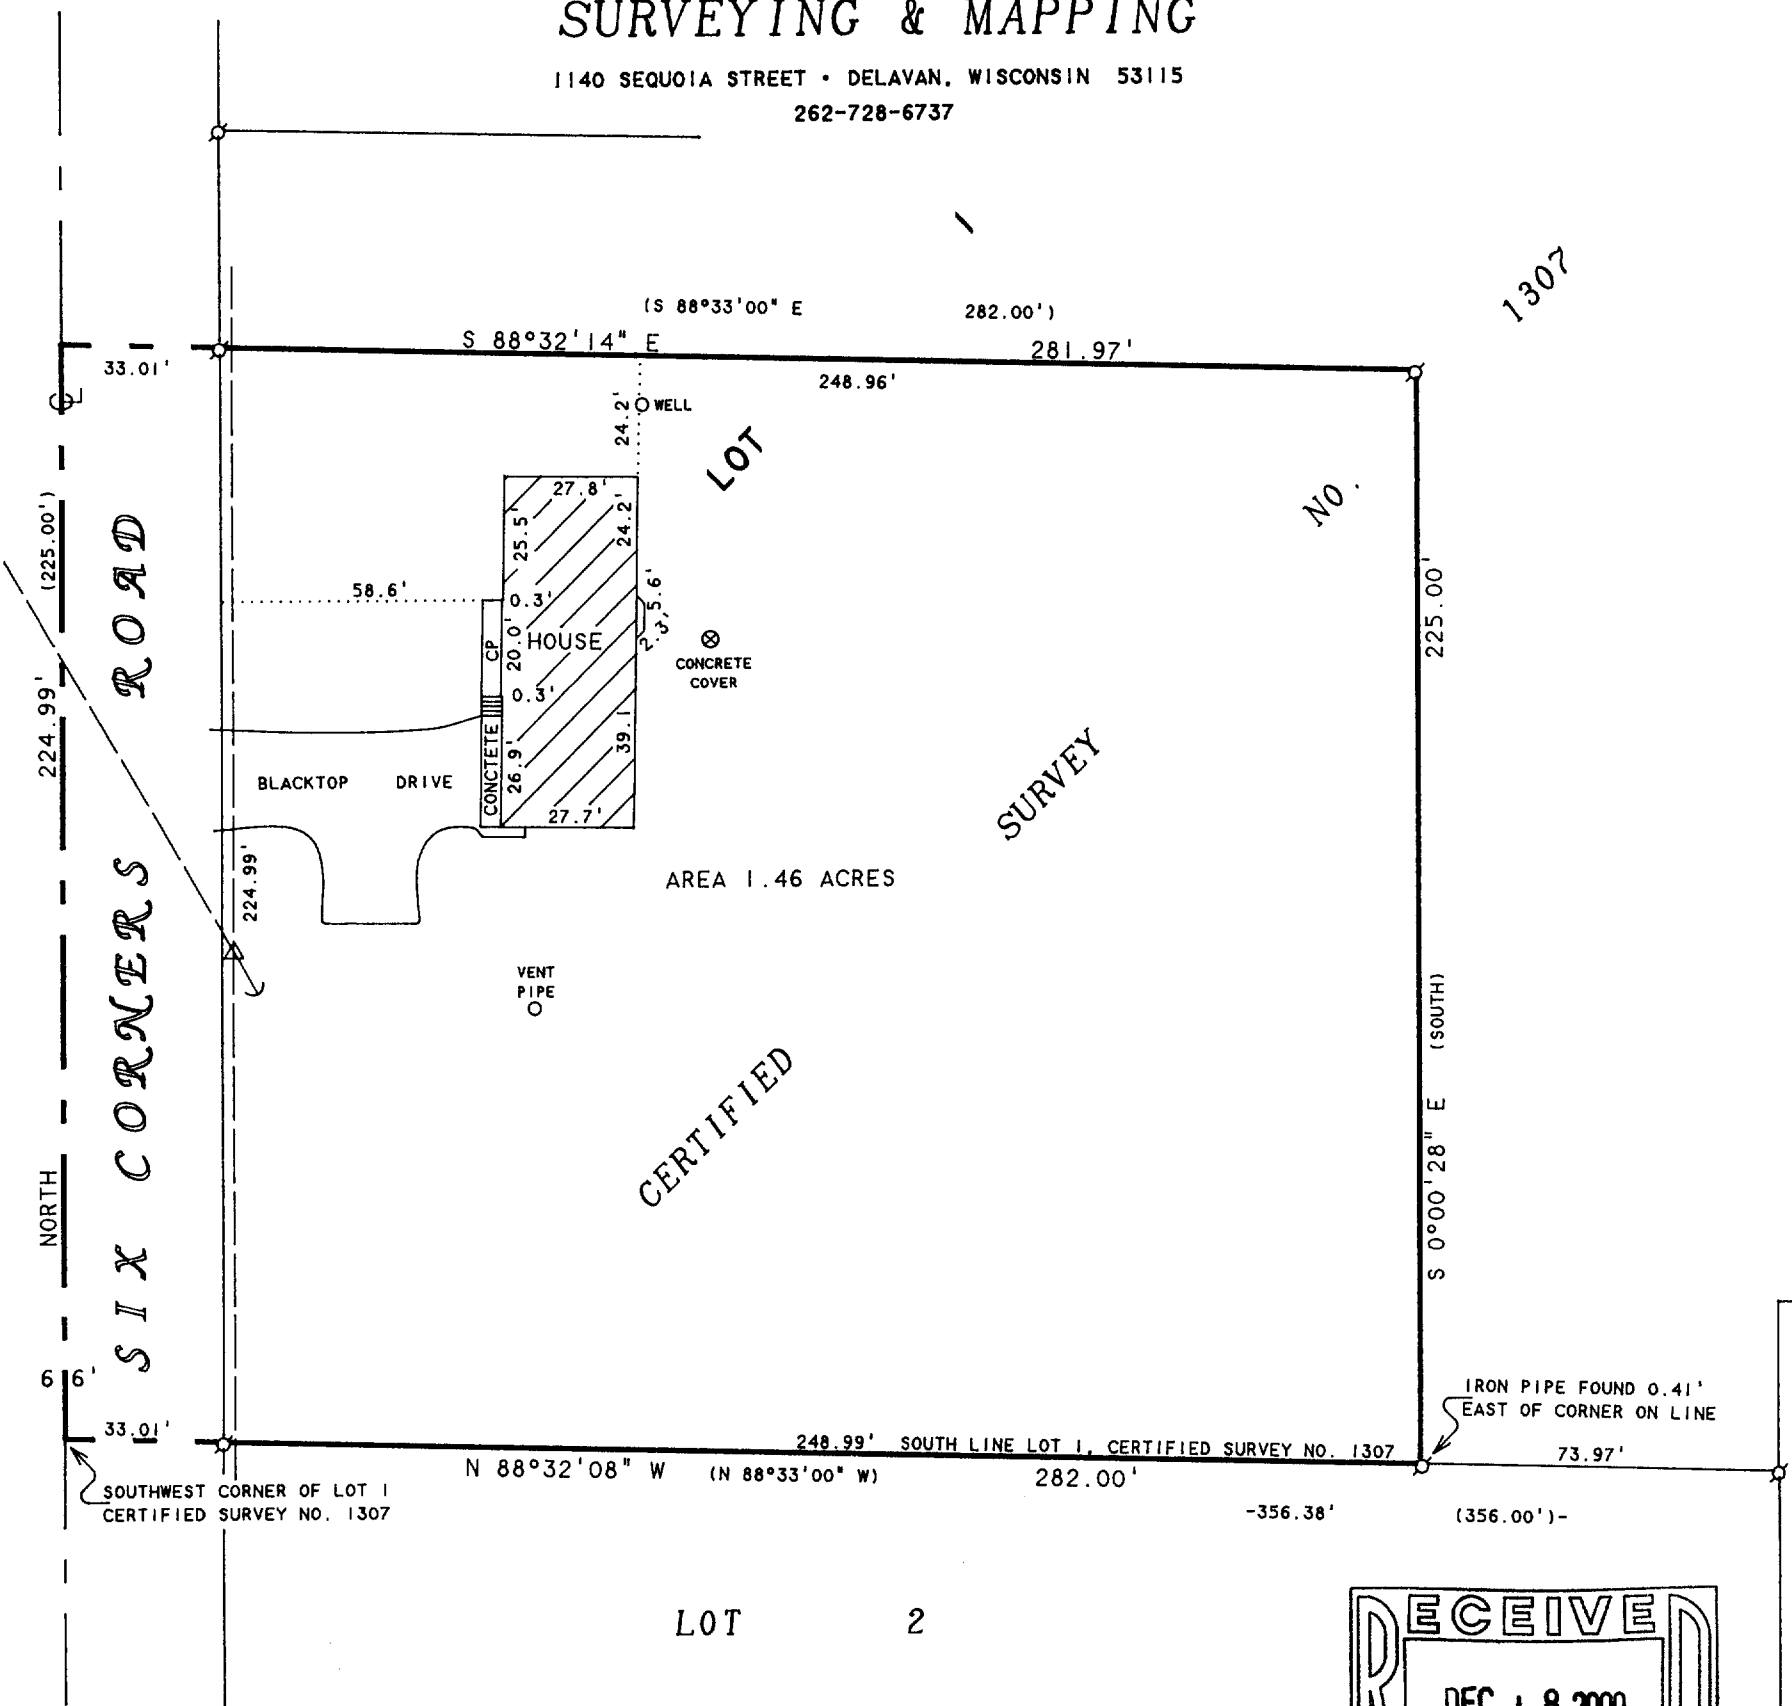 SURVEYING & MAPPING
1140 SEQUOIA STREET • DELAVAN, WISCONSIN 53115
262-728-6737
1
1307
(S 88°33'00" E 282.00')
S 88°32'14" E 281.97'
33.01'
248.96'
24.2'
WELL
LOT
NO.
(225.00')
224.99'
NORTH
SIX CORNERS ROAD
27.8'
25.5'
24.2'
58.6'
0.3'
5.6'
2.3'
CP
20.0'
HOUSE
0.3'
CONCRETE
COVER
225.00'
CONCTETE
26.9'
39.1
27.7'
BLACKTOP DRIVE
SURVEY
224.99'
AREA 1.46 ACRES
VENT
PIPE
(SOUTH)
S 0°00'28" E
CERTIFIED
66'
33.01'
IRON PIPE FOUND 0.41'
EAST OF CORNER ON LINE
248.99' SOUTH LINE LOT 1, CERTIFIED SURVEY NO. 1307
73.97'
N 88°32'08" W (N 88°33'00" W) 282.00'
SOUTHWEST CORNER OF LOT 1
CERTIFIED SURVEY NO. 1307
-356.38' (356.00')-
LOT 2
RECEIVED
DEC 8 2000